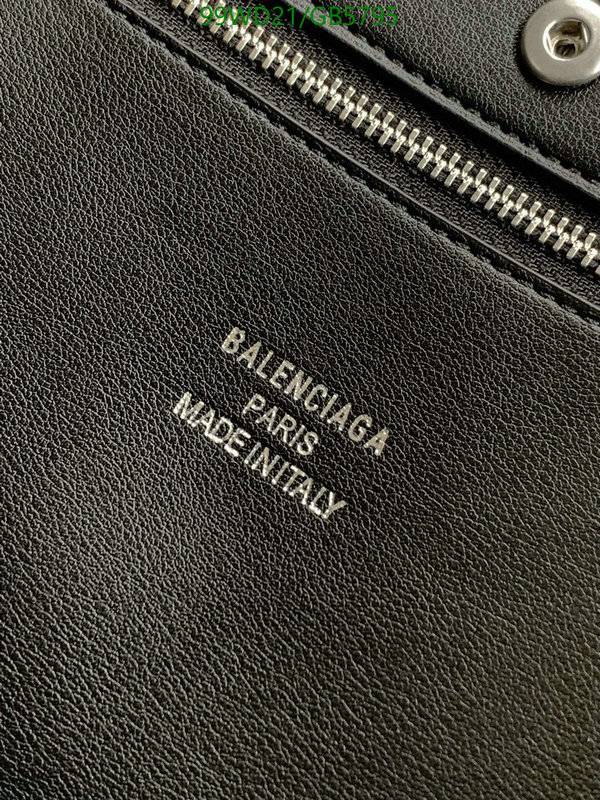 99WD21/GB5795
BALENCIAGA
PARIS
MADE IN ITALY